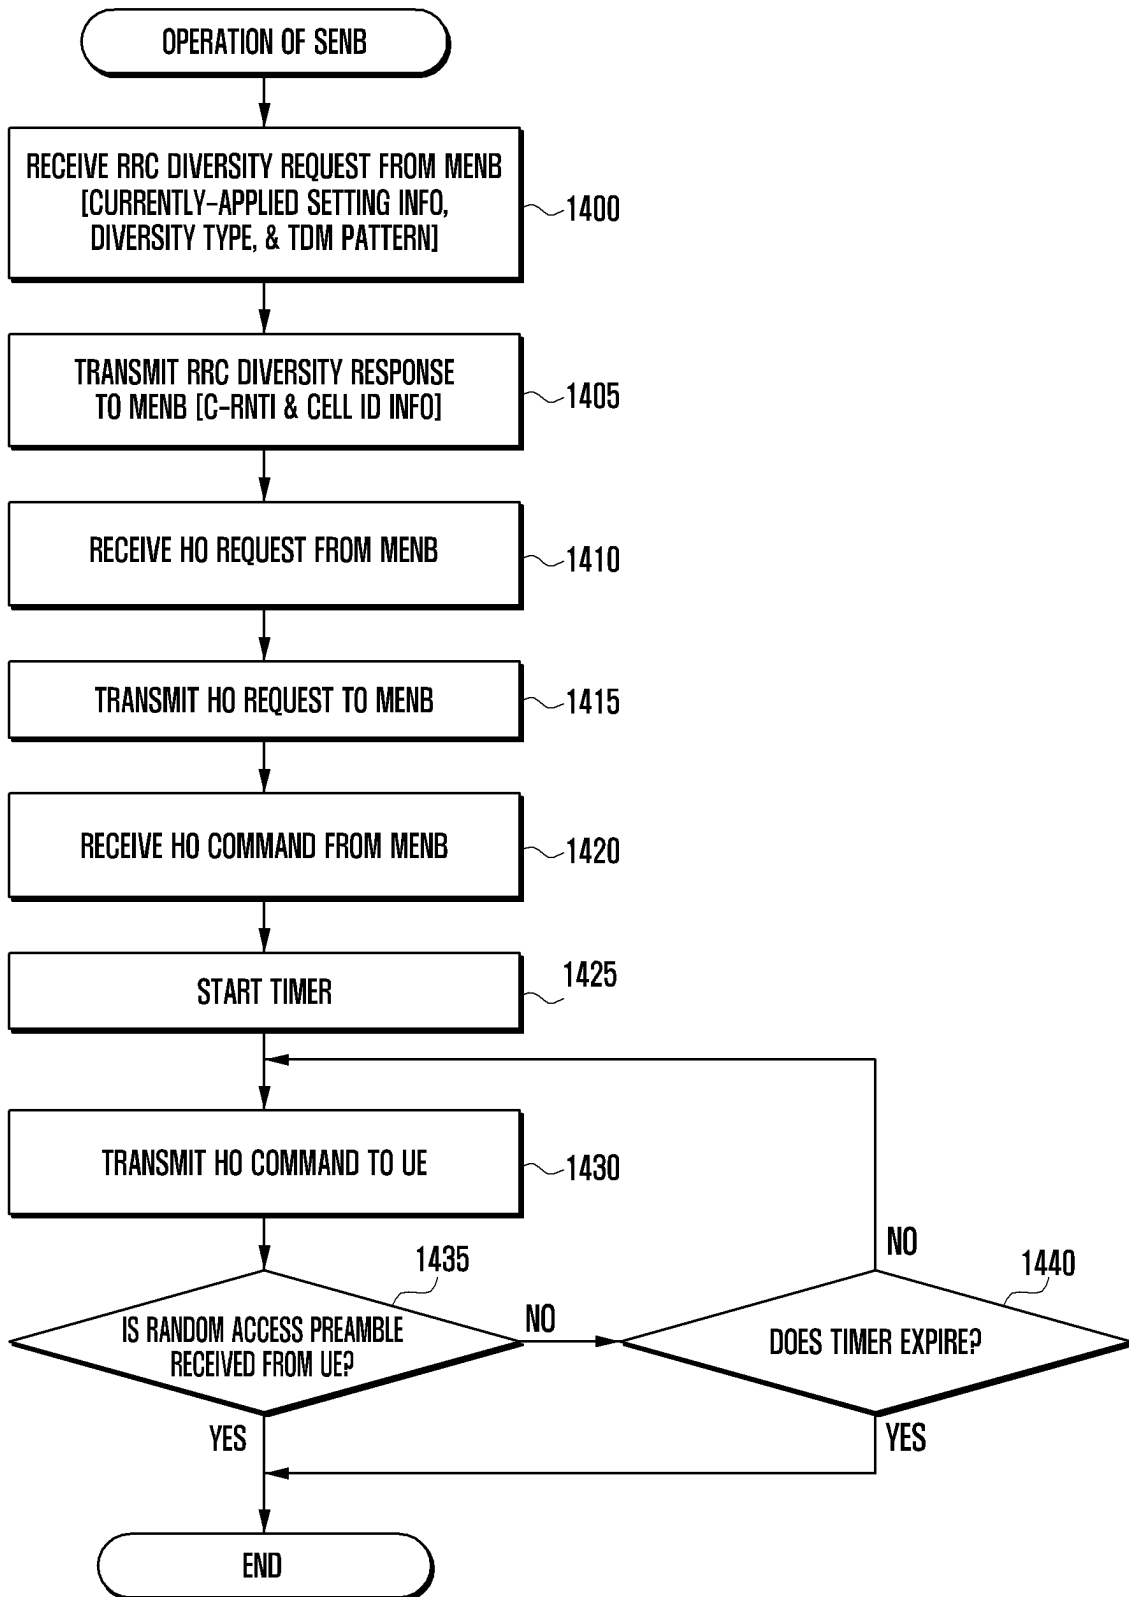 OPERATION OF SENB
RECEIVE RRC DIVERSITY REQUEST FROM MENB
[CURRENTLY-APPLIED SETTING INFO,
DIVERSITY TYPE, & TDM PATTERN]
1400
TRANSMIT RRC DIVERSITY RESPONSE
TO MENB [C-RNTI & CELL ID INFO]
1405
RECEIVE HO REQUEST FROM MENB
1410
TRANSMIT HO REQUEST TO MENB
1415
RECEIVE HO COMMAND FROM MENB
1420
START TIMER
1425
TRANSMIT HO COMMAND TO UE
1430
1435
IS RANDOM ACCESS PREAMBLE
RECEIVED FROM UE?
NO
YES
1440
DOES TIMER EXPIRE?
NO
YES
END